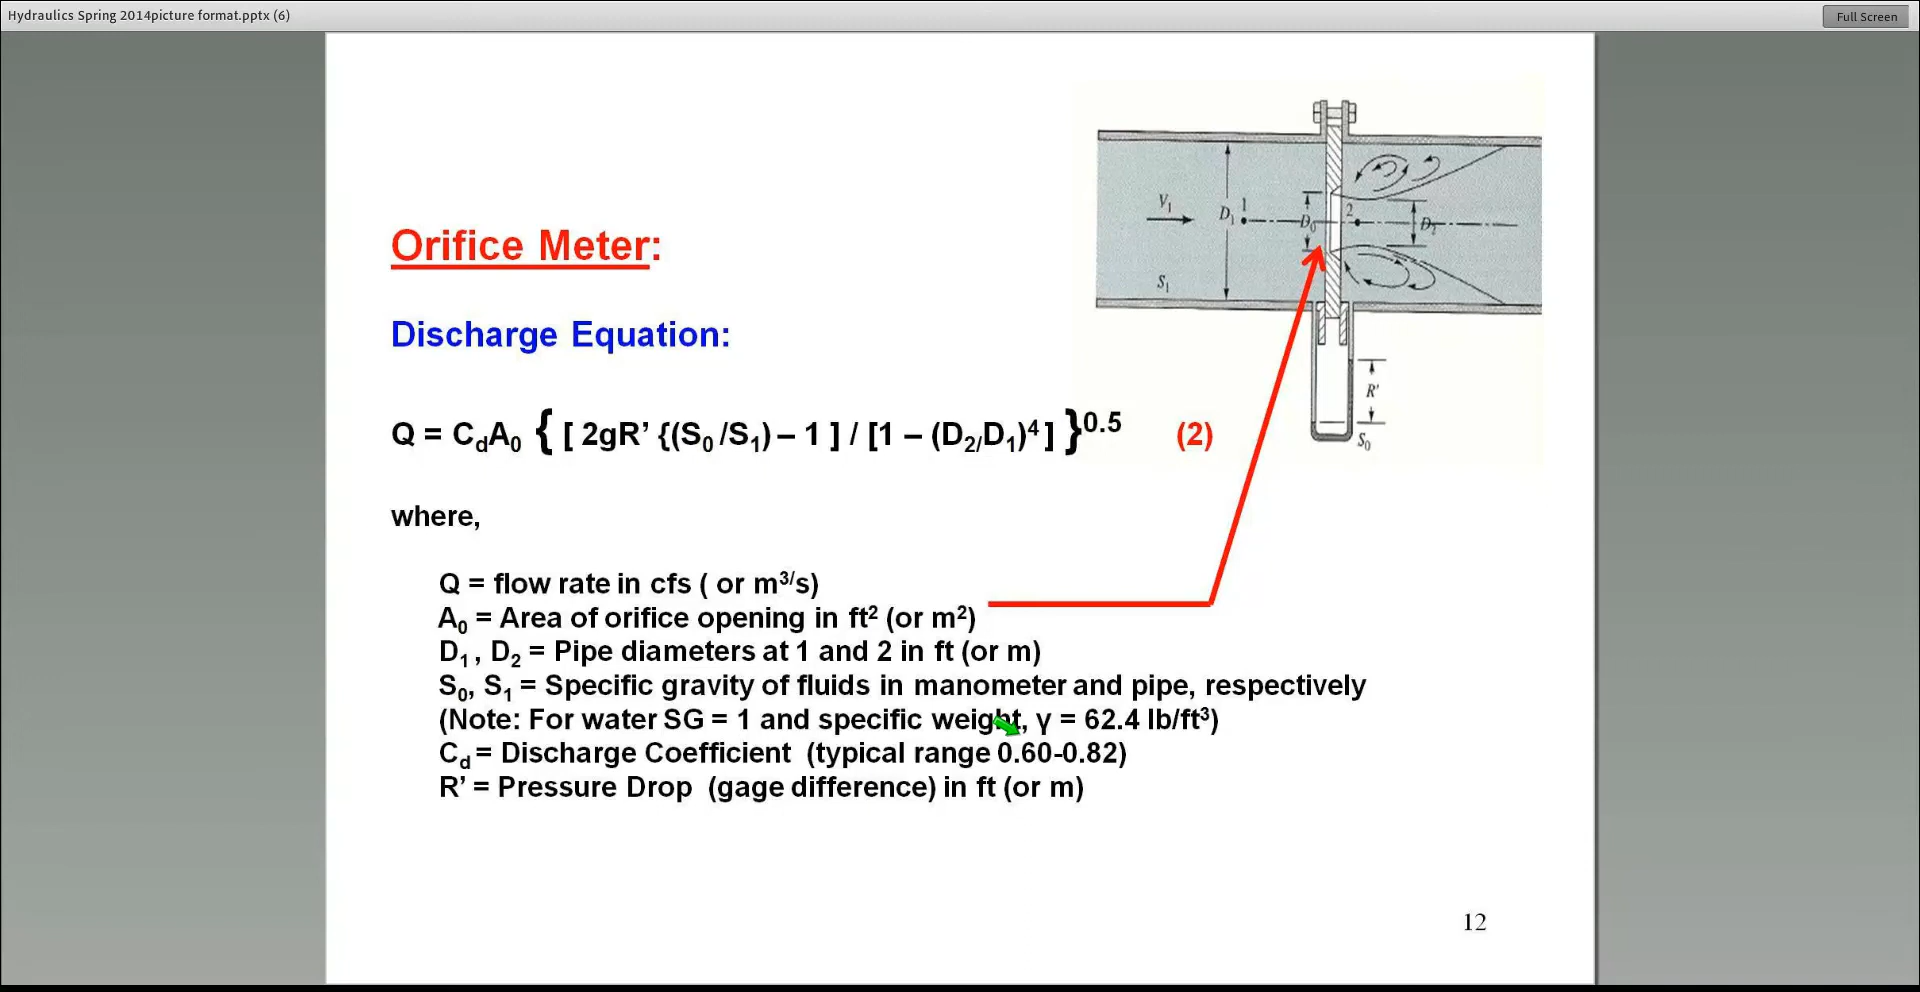 Hydraulics Spring 2014picture format.pptx (6)
Full Screen
V₁
D₁
1
D₀
2
D₂
S₁
R'
S₀
Orifice Meter:
Discharge Equation:
Q = CdA₀ { [ 2gR’ {(S₀ /S₁) – 1 ] / [1 – (D₂/D₁)⁴ ] }⁰·⁵ (2)
where,
Q = flow rate in cfs ( or m³/s)
A₀ = Area of orifice opening in ft² (or m²)
D₁ , D₂ = Pipe diameters at 1 and 2 in ft (or m)
S₀, S₁ = Specific gravity of fluids in manometer and pipe, respectively
(Note: For water SG = 1 and specific weight, γ = 62.4 lb/ft³)
Cd = Discharge Coefficient (typical range 0.60-0.82)
R’ = Pressure Drop (gage difference) in ft (or m)
12